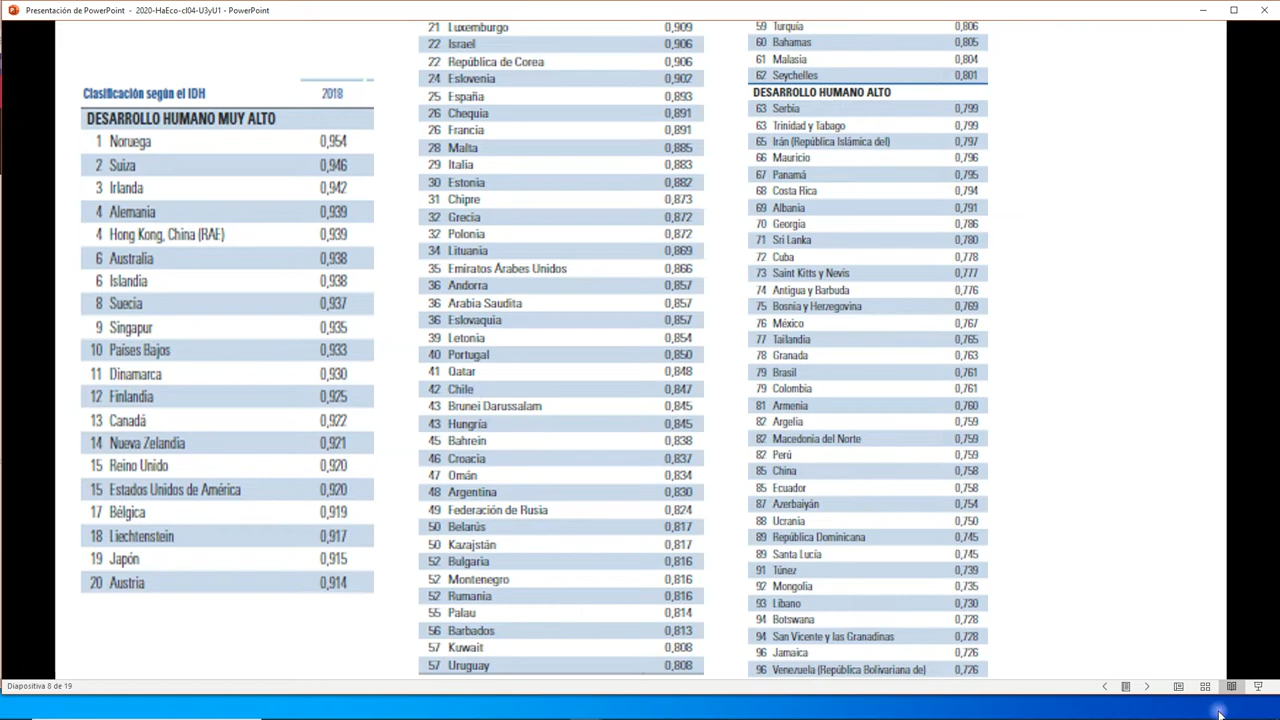 Presentación de PowerPoint - 2020-HaEco-cl04-U3yU1 - PowerPoint
Clasificación según el IDH 2018
DESARROLLO HUMANO MUY ALTO
1 Noruega 0,954
2 Suiza 0,946
3 Irlanda 0,942
4 Alemania 0,939
4 Hong Kong, China (RAE) 0,939
6 Australia 0,938
6 Islandia 0,938
8 Suecia 0,937
9 Singapur 0,935
10 Países Bajos 0,933
11 Dinamarca 0,930
12 Finlandia 0,925
13 Canadá 0,922
14 Nueva Zelandia 0,921
15 Reino Unido 0,920
15 Estados Unidos de América 0,920
17 Bélgica 0,919
18 Liechtenstein 0,917
19 Japón 0,915
20 Austria 0,914
21 Luxemburgo 0,909
22 Israel 0,906
22 República de Corea 0,906
24 Eslovenia 0,902
25 España 0,893
26 Chequia 0,891
26 Francia 0,891
28 Malta 0,885
29 Italia 0,883
30 Estonia 0,882
31 Chipre 0,873
32 Grecia 0,872
32 Polonia 0,872
34 Lituania 0,869
35 Emiratos Árabes Unidos 0,866
36 Andorra 0,857
36 Arabia Saudita 0,857
36 Eslovaquia 0,857
39 Letonia 0,854
40 Portugal 0,850
41 Qatar 0,848
42 Chile 0,847
43 Brunei Darussalam 0,845
43 Hungría 0,845
45 Bahrein 0,838
46 Croacia 0,837
47 Omán 0,834
48 Argentina 0,830
49 Federación de Rusia 0,824
50 Belarús 0,817
50 Kazajstán 0,817
52 Bulgaria 0,816
52 Montenegro 0,816
52 Rumania 0,816
55 Palau 0,814
56 Barbados 0,813
57 Kuwait 0,808
57 Uruguay 0,808
59 Turquía 0,806
60 Bahamas 0,805
61 Malasia 0,804
62 Seychelles 0,801
DESARROLLO HUMANO ALTO
63 Serbia 0,799
63 Trinidad y Tabago 0,799
65 Irán (República Islámica del) 0,797
66 Mauricio 0,796
67 Panamá 0,795
68 Costa Rica 0,794
69 Albania 0,791
70 Georgia 0,786
71 Sri Lanka 0,780
72 Cuba 0,778
73 Saint Kitts y Nevis 0,777
74 Antigua y Barbuda 0,776
75 Bosnia y Herzegovina 0,769
76 México 0,767
77 Tailandia 0,765
78 Granada 0,763
79 Brasil 0,761
79 Colombia 0,761
81 Armenia 0,760
82 Argelia 0,759
82 Macedonia del Norte 0,759
82 Perú 0,759
85 China 0,758
85 Ecuador 0,758
87 Azerbaiyán 0,754
88 Ucrania 0,750
89 República Dominicana 0,745
89 Santa Lucía 0,745
91 Túnez 0,739
92 Mongolia 0,735
93 Líbano 0,730
94 Botswana 0,728
94 San Vicente y las Granadinas 0,728
96 Jamaica 0,726
96 Venezuela (República Bolivariana de) 0,726
Diapositiva 8 de 19